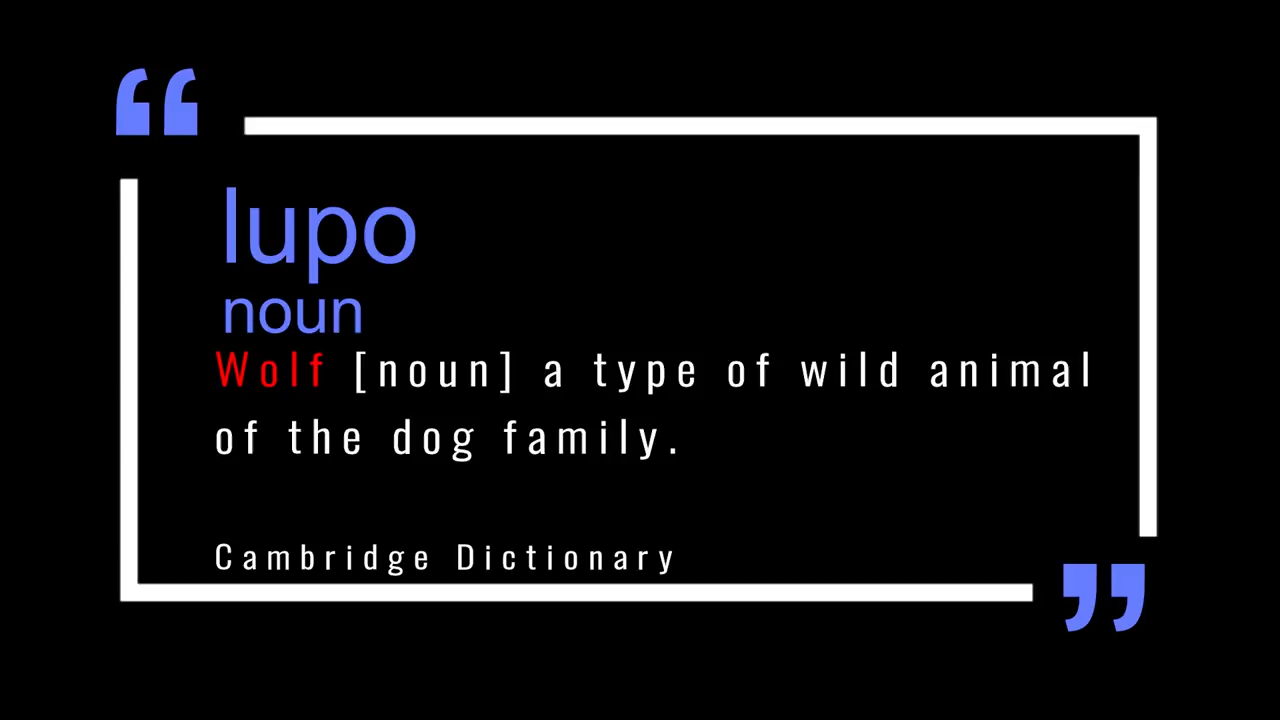 “
lupo
noun
Wolf [noun] a type of wild animal
of the dog family.
Cambridge Dictionary
”